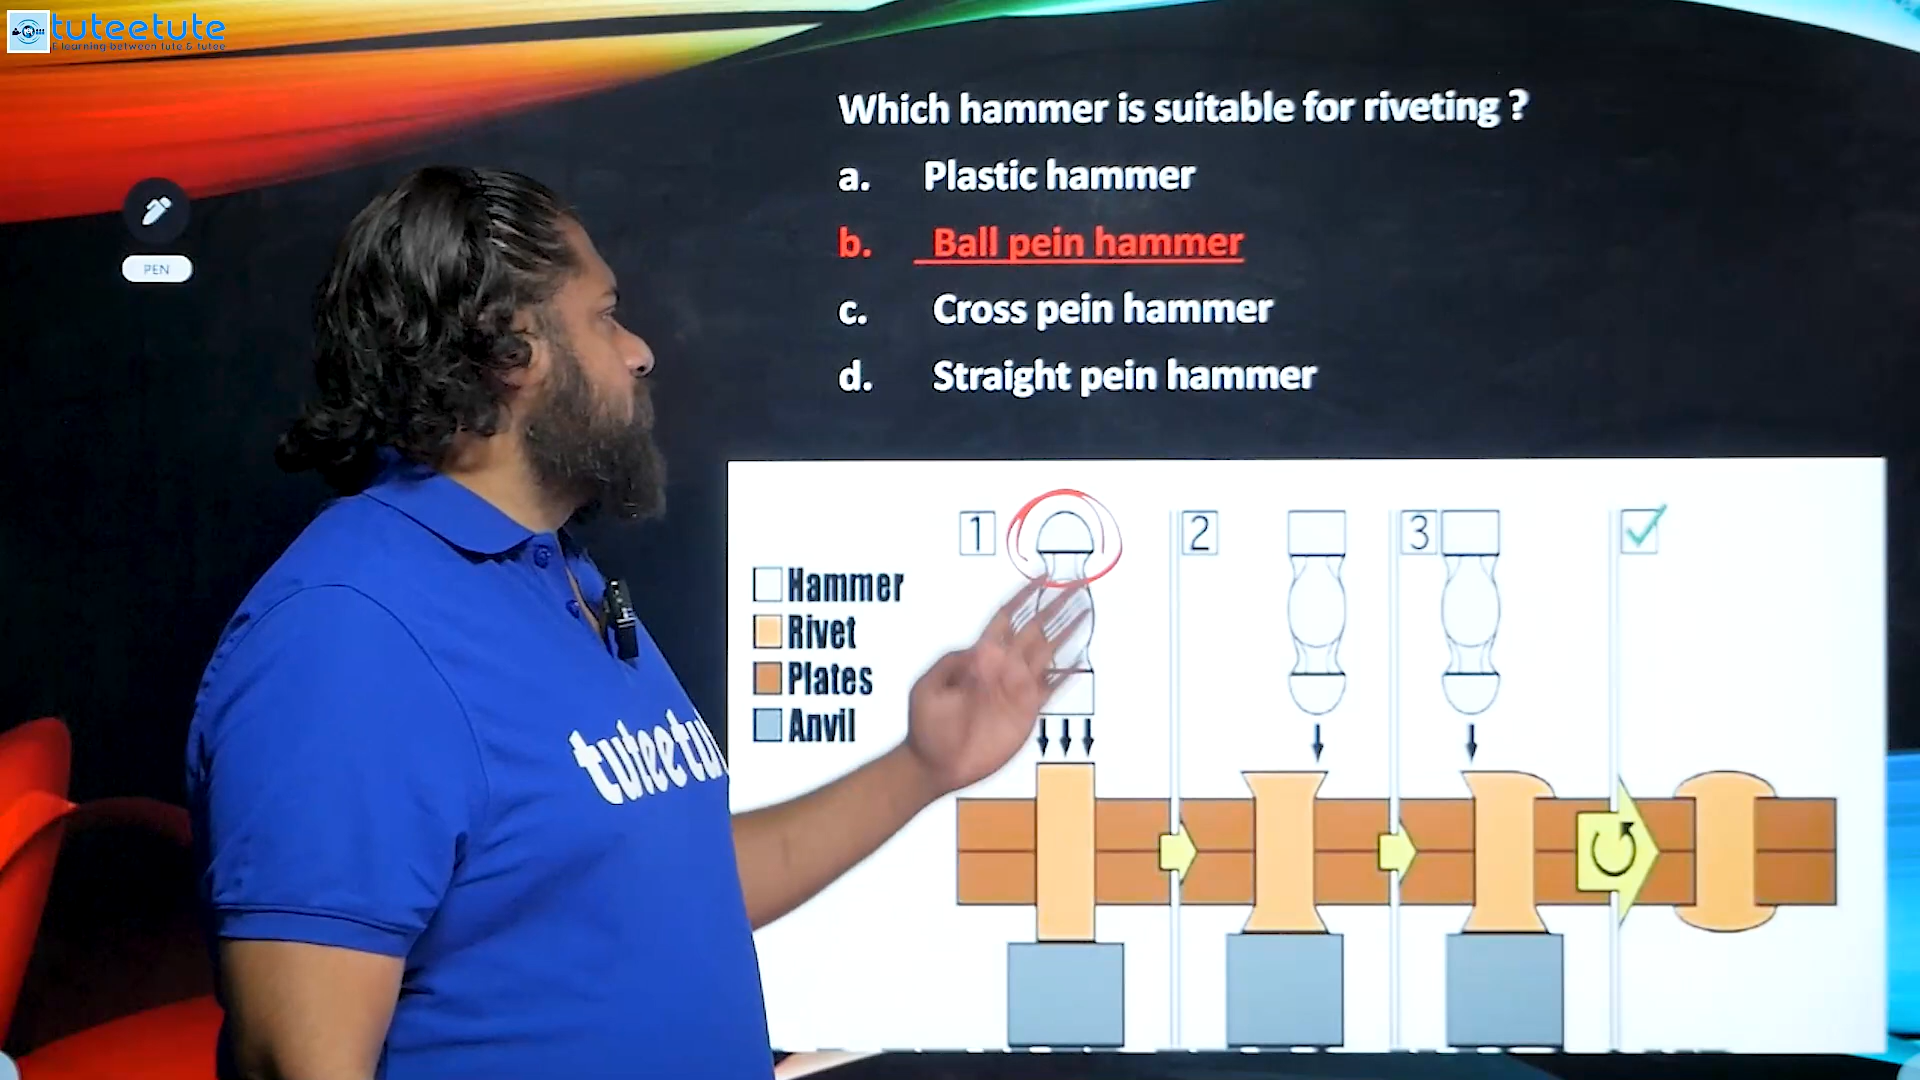 tuteetute
E learning between tute & tutee
PEN
Which hammer is suitable for riveting ?
a. Plastic hammer
b. Ball pein hammer
c. Cross pein hammer
d. Straight pein hammer
1
2
3
Hammer
Rivet
Plates
Anvil
tuteetu